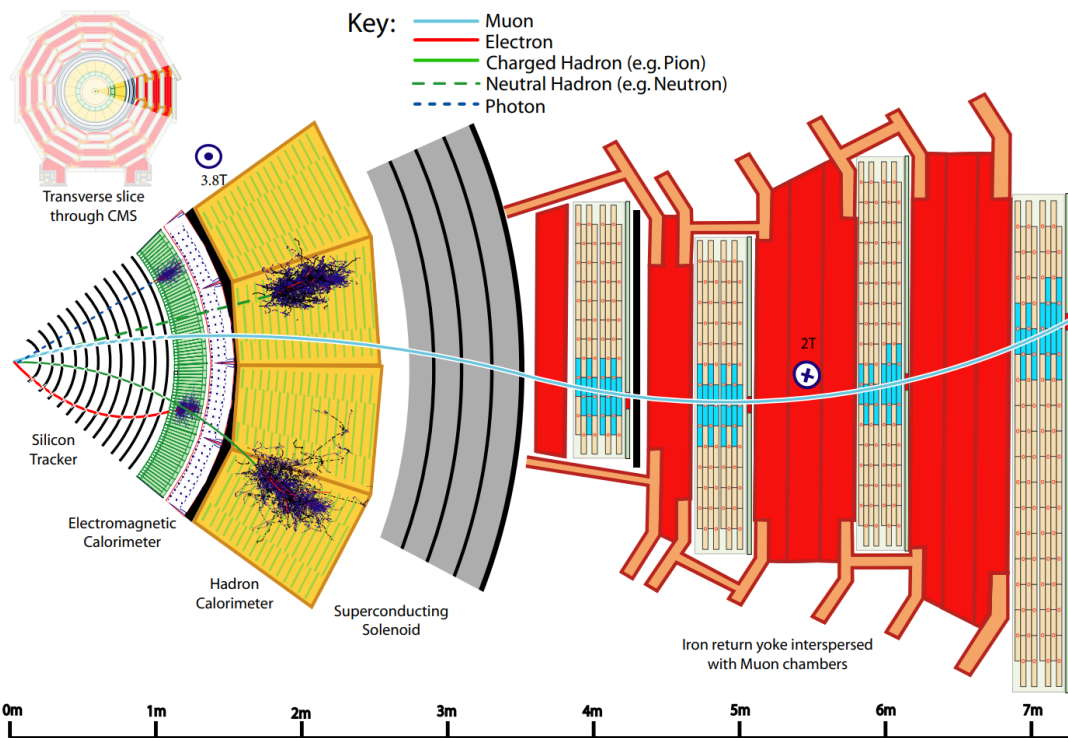 Key:
Muon
Electron
Charged Hadron (e.g. Pion)
Neutral Hadron (e.g. Neutron)
Photon
Transverse slice
through CMS
3.8T
2T
Silicon
Tracker
Electromagnetic
Calorimeter
Hadron
Calorimeter
Superconducting
Solenoid
Iron return yoke interspersed
with Muon chambers
0m 1m 2m 3m 4m 5m 6m 7m